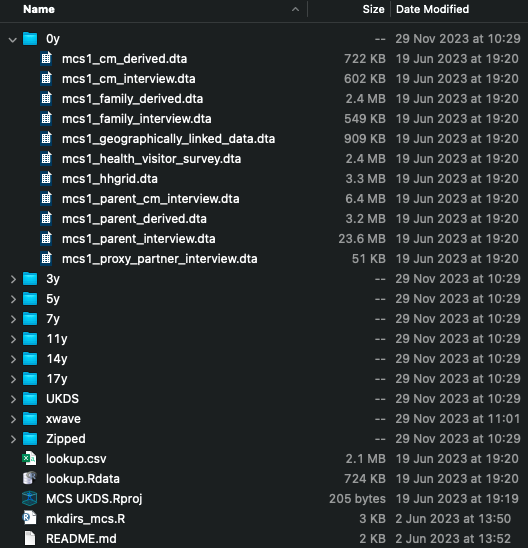 Name Size Date Modified
0y -- 29 Nov 2023 at 10:29
mcs1_cm_derived.dta 722 KB 19 Jun 2023 at 19:20
mcs1_cm_interview.dta 602 KB 19 Jun 2023 at 19:20
mcs1_family_derived.dta 2.4 MB 19 Jun 2023 at 19:20
mcs1_family_interview.dta 549 KB 19 Jun 2023 at 19:20
mcs1_geographically_linked_data.dta 909 KB 19 Jun 2023 at 19:20
mcs1_health_visitor_survey.dta 2.4 MB 19 Jun 2023 at 19:20
mcs1_hhgrid.dta 3.3 MB 19 Jun 2023 at 19:20
mcs1_parent_cm_interview.dta 6.4 MB 19 Jun 2023 at 19:20
mcs1_parent_derived.dta 3.2 MB 19 Jun 2023 at 19:20
mcs1_parent_interview.dta 23.6 MB 19 Jun 2023 at 19:20
mcs1_proxy_partner_interview.dta 51 KB 19 Jun 2023 at 19:20
3y -- 29 Nov 2023 at 10:29
5y -- 29 Nov 2023 at 10:29
7y -- 29 Nov 2023 at 10:29
11y -- 29 Nov 2023 at 10:29
14y -- 29 Nov 2023 at 10:29
17y -- 29 Nov 2023 at 10:29
UKDS -- 29 Nov 2023 at 10:29
xwave -- 29 Nov 2023 at 11:01
Zipped -- 29 Nov 2023 at 10:29
lookup.csv 2.1 MB 19 Jun 2023 at 19:20
lookup.Rdata 724 KB 19 Jun 2023 at 19:20
MCS UKDS.Rproj 205 bytes 19 Jun 2023 at 19:19
mkdirs_mcs.R 3 KB 2 Jun 2023 at 13:50
README.md 2 KB 2 Jun 2023 at 13:52